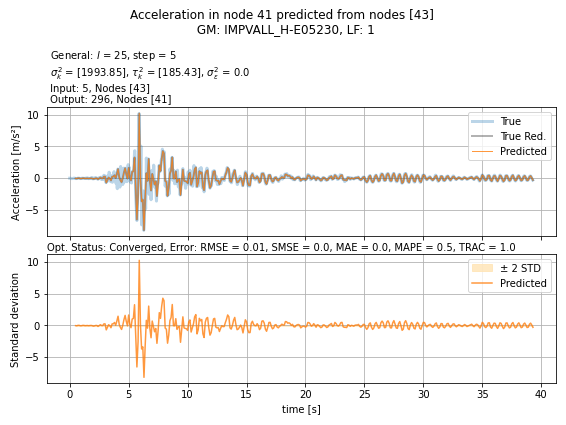 Acceleration in node 41 predicted from nodes [43]
GM: IMPVALL_H-E05230, LF: 1
General: l = 25, step = 5
σ²ₖ = [1993.85], τ²ₖ = [185.43], σ²ε = 0.0
Input: 5, Nodes [43]
Output: 296, Nodes [41]
Acceleration [m/s²]
10
5
0
−5
True
True Red.
Predicted
Opt. Status: Converged, Error: RMSE = 0.01, SMSE = 0.0, MAE = 0.0, MAPE = 0.5, TRAC = 1.0
Standard deviation
10
5
0
−5
± 2 STD
Predicted
0 5 10 15 20 25 30 35 40
time [s]